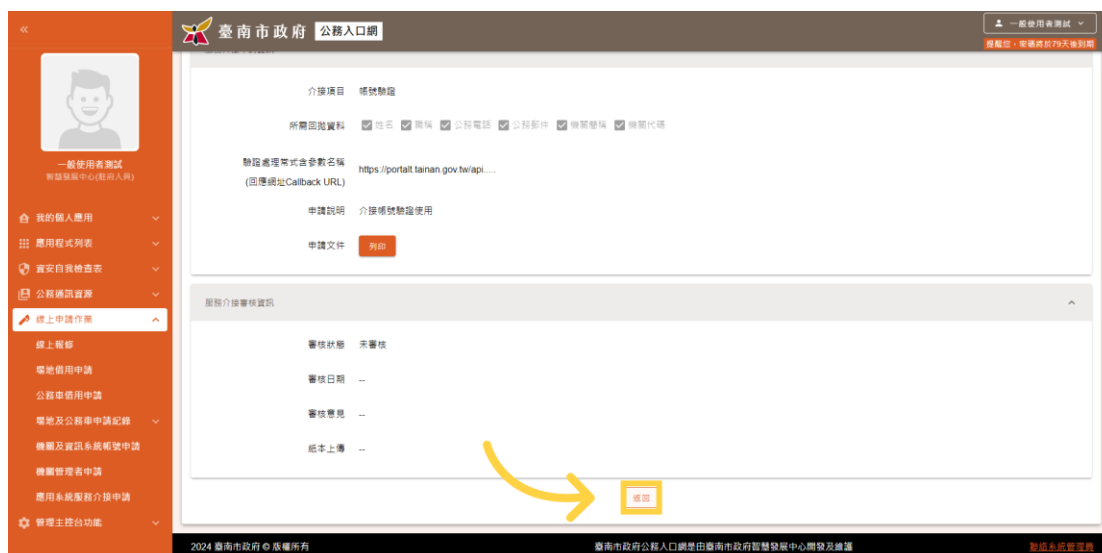 «
臺南市政府 公務入口網
一般使用者測試
提醒您，密碼將於79天後到期
一般使用者測試
智慧發展中心(駐府人員)
我的個人應用
應用程式列表
資安自我檢查表
公務通訊資源
線上申請作業
線上報修
場地借用申請
公務車借用申請
場地及公務車申請紀錄
機關及資訊系統帳號申請
機關管理者申請
應用系統服務介接申請
管理主控台功能
介接項目 帳號驗證
所需回拋資料 姓名 職稱 公務電話 公務郵件 機關簡稱 機關代碼
驗證處理常式含參數名稱
(回應網址Callback URL)
https://portalt.tainan.gov.tw/api.....
申請說明 介接帳號驗證使用
申請文件 列印
服務介接審核資訊
審核狀態 未審核
審核日期 --
審核意見 --
紙本上傳 --
返回
2024 臺南市政府 © 版權所有
臺南市政府公務入口網是由臺南市政府智慧發展中心開發及維護
聯絡系統管理員